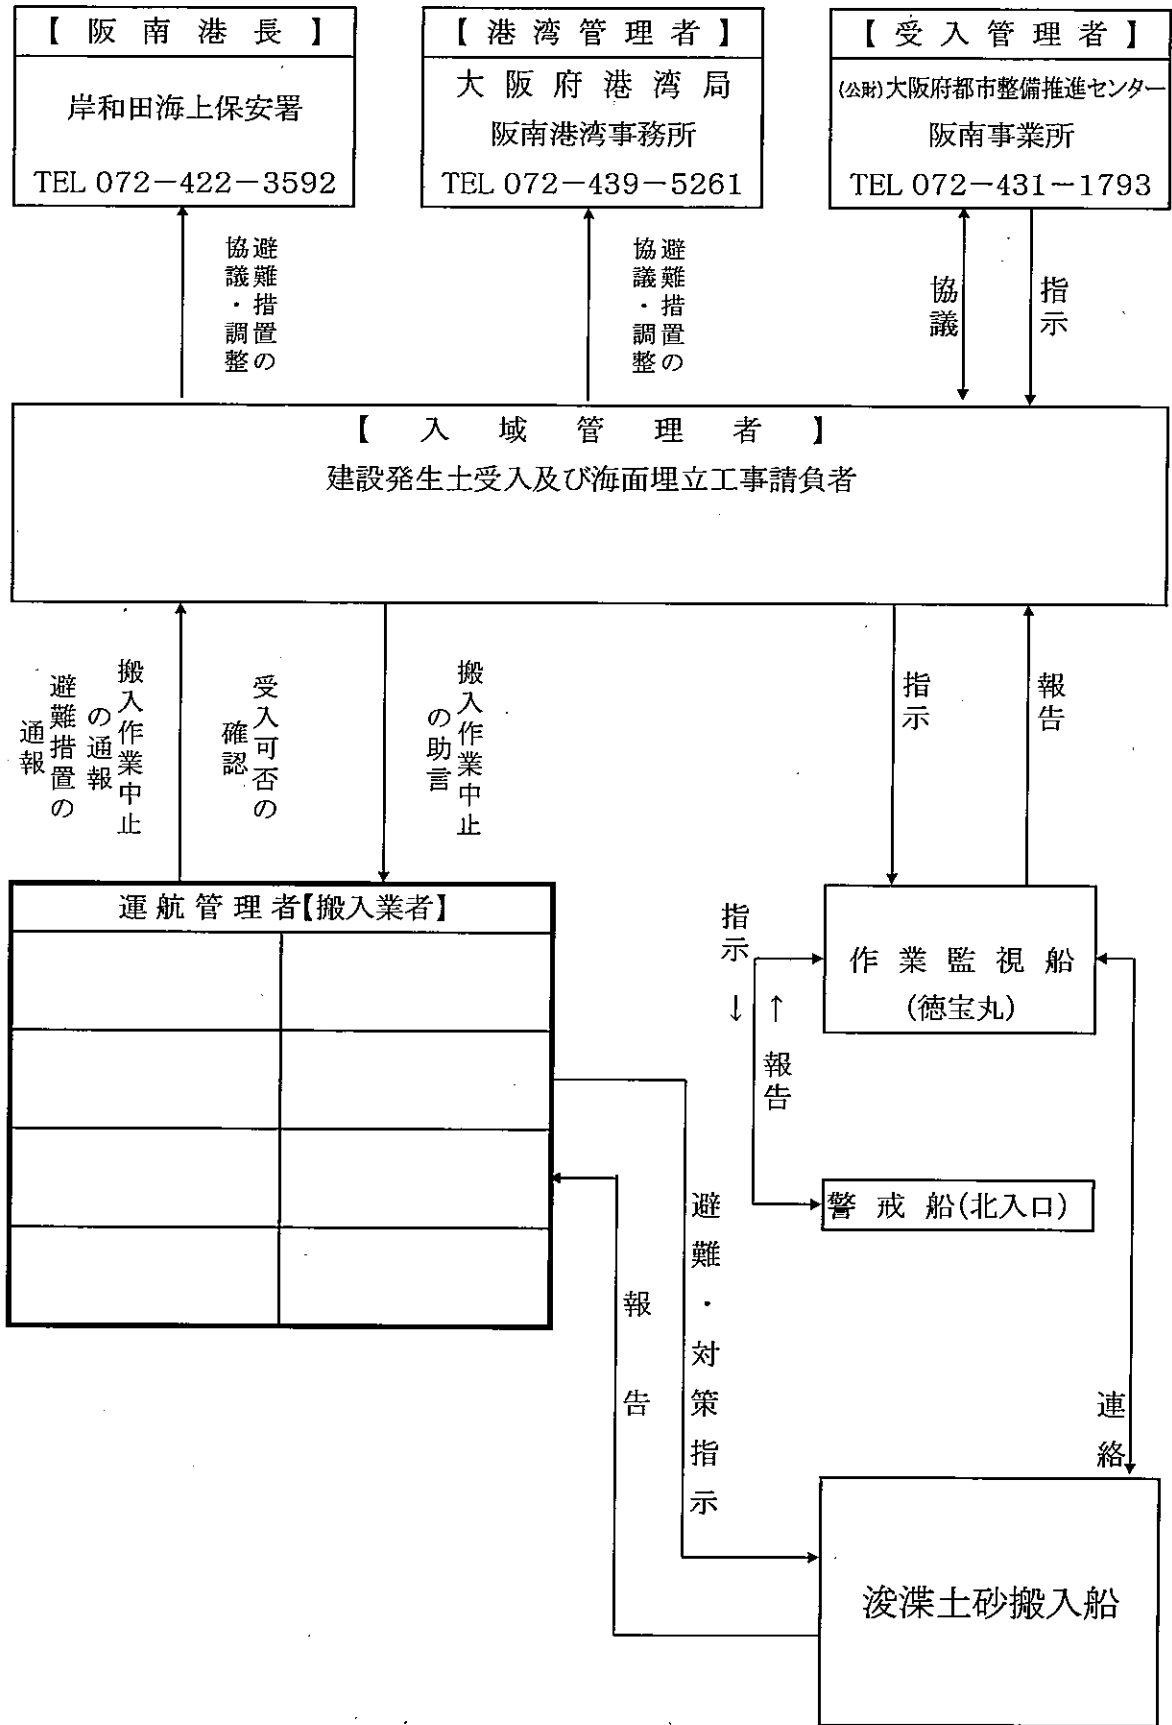 【阪南港長】
岸和田海上保安署
TEL 072－422－3592
【港湾管理者】
大阪府港湾局
阪南港湾事務所
TEL 072－439－5261
【受入管理者】
(公財)大阪府都市整備推進センター
阪南事業所
TEL 072－431－1793
避難措置の
協議・調整
避難措置の
協議・調整
協議
指示
【入域管理者】
建設発生土受入及び海面埋立工事請負者
搬入作業中止
の通報
避難措置の
通報
受入可否の
確認
搬入作業中止
の助言
指示
報告
運航管理者【搬入業者】
指示
↓
↑
報告
作業監視船
(徳宝丸)
警戒船(北入口)
避難・対策指示
報告
連絡
浚渫土砂搬入船